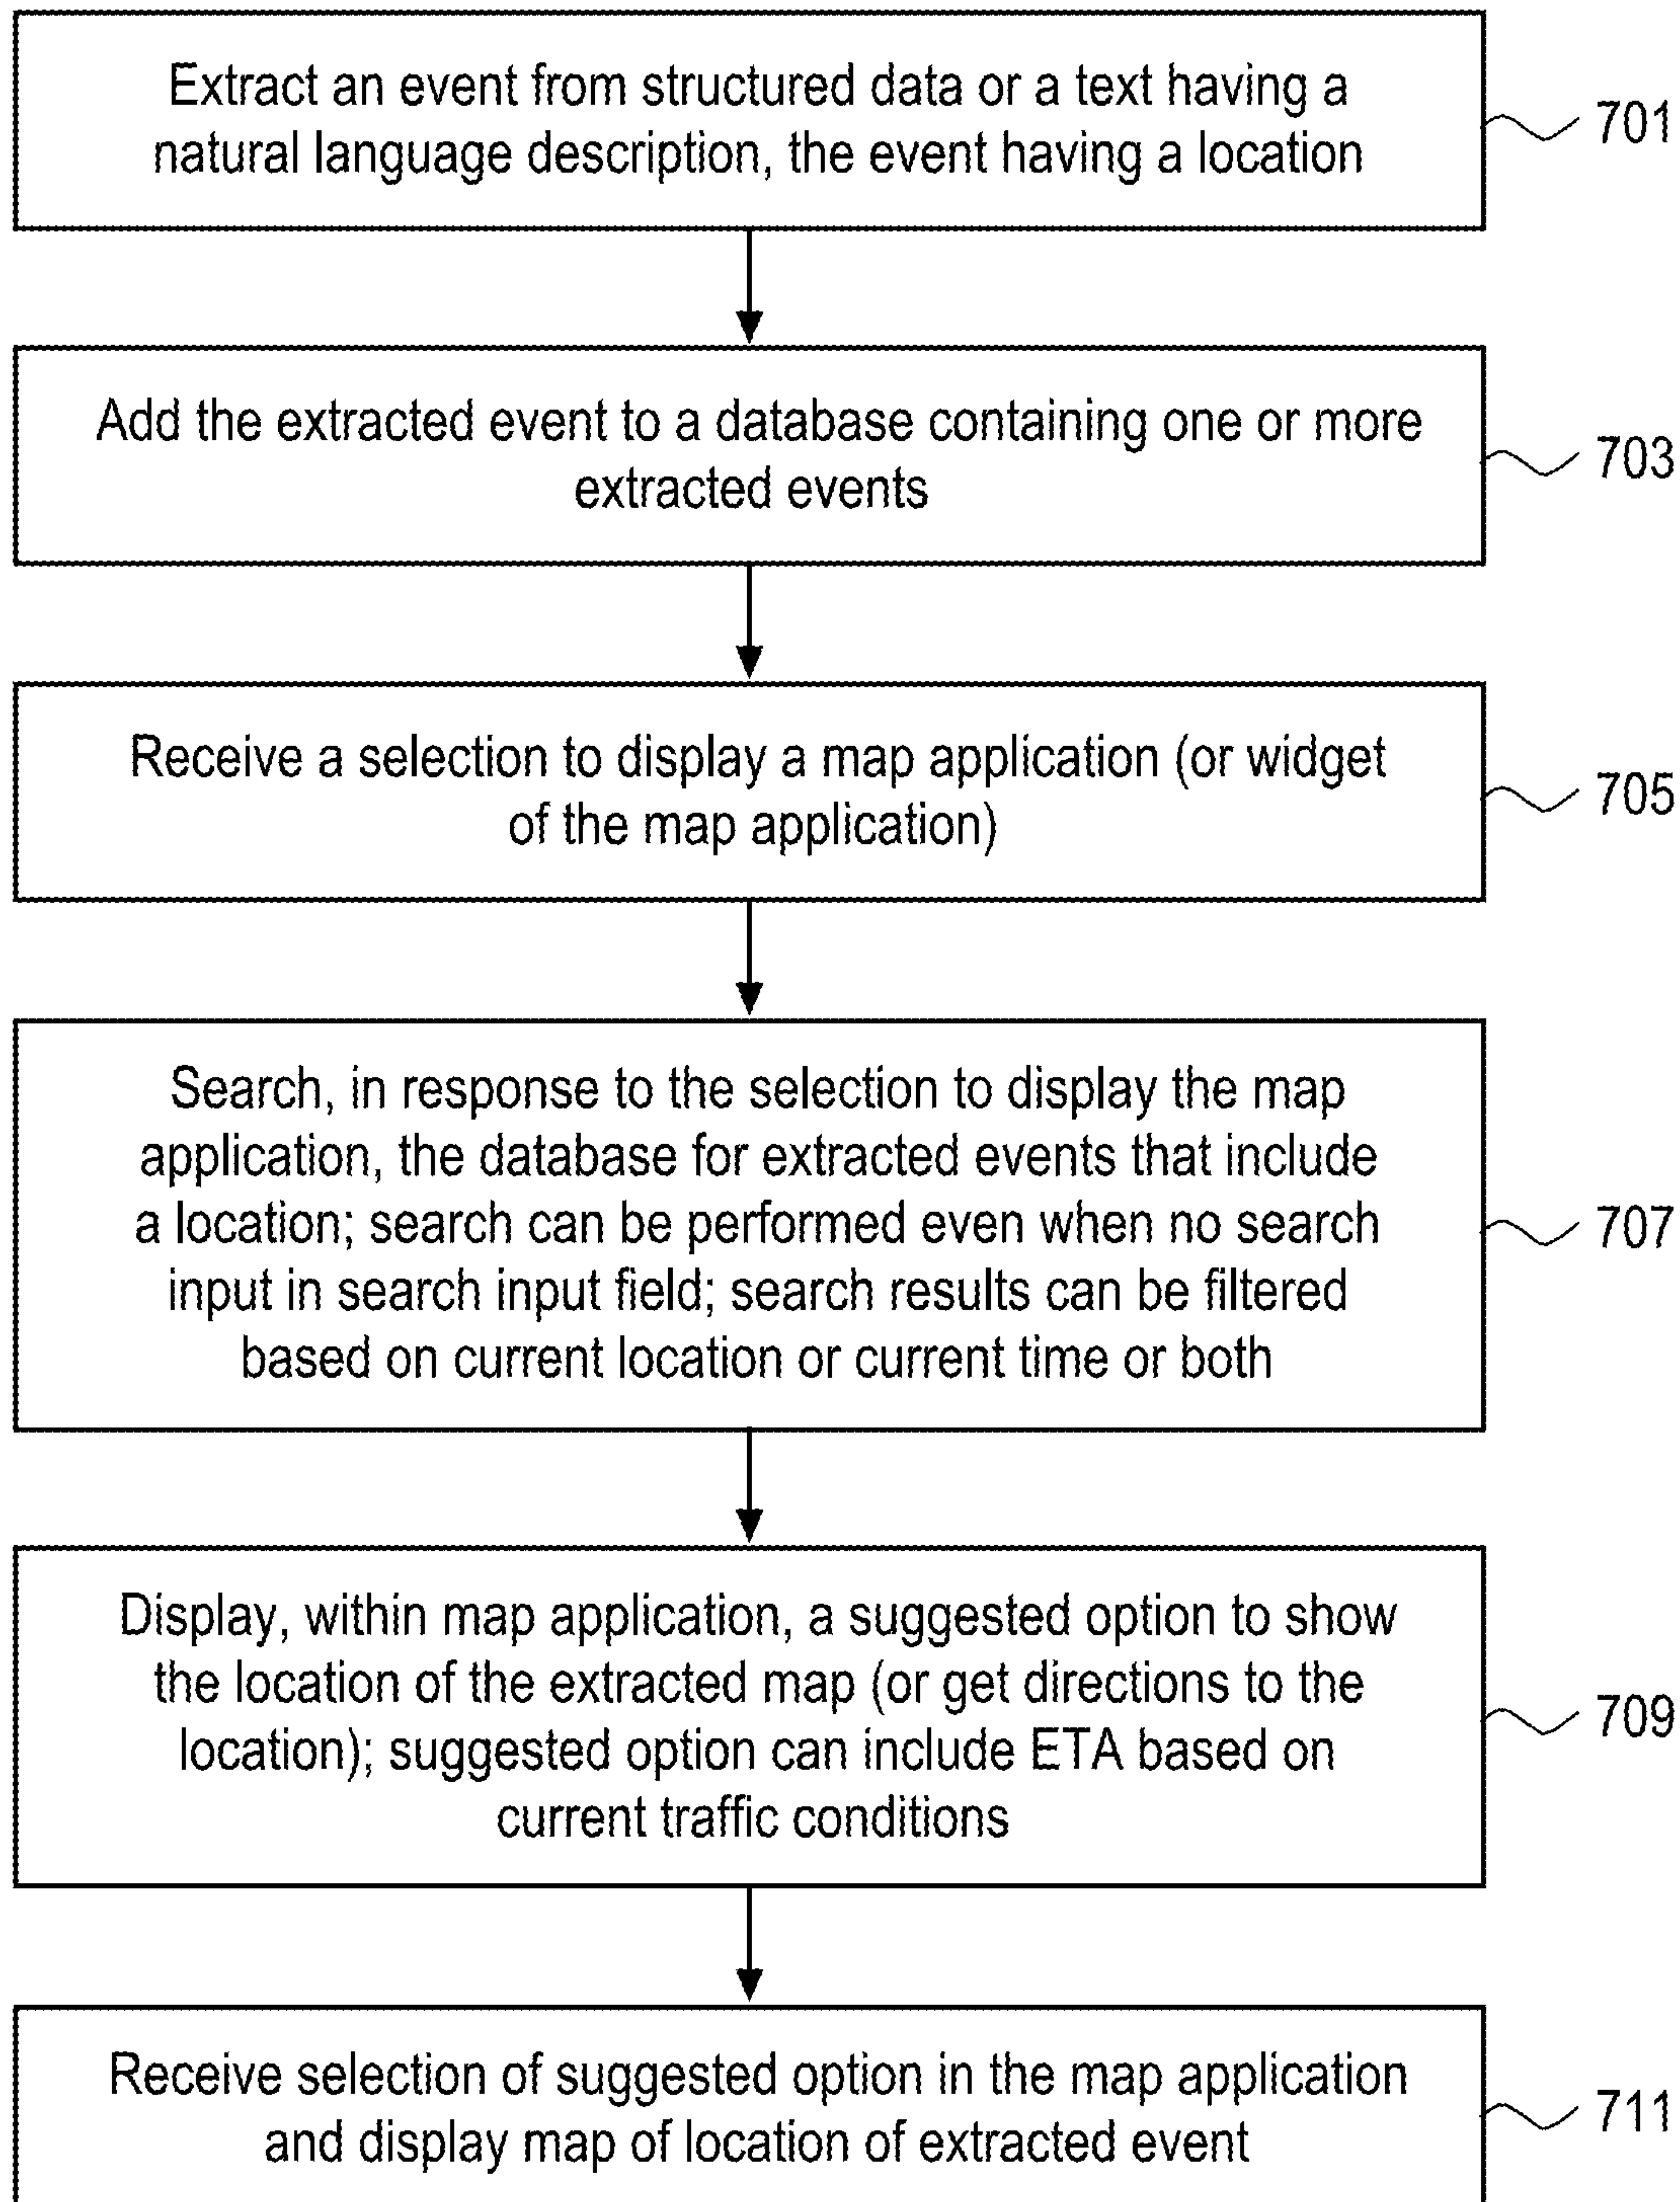 Extract an event from structured data or a text having a
natural language description, the event having a location
701
Add the extracted event to a database containing one or more
extracted events
703
Receive a selection to display a map application (or widget
of the map application)
705
Search, in response to the selection to display the map
application, the database for extracted events that include
a location; search can be performed even when no search
input in search input field; search results can be filtered
based on current location or current time or both
707
Display, within map application, a suggested option to show
the location of the extracted map (or get directions to the
location); suggested option can include ETA based on
current traffic conditions
709
Receive selection of suggested option in the map application
and display map of location of extracted event
711